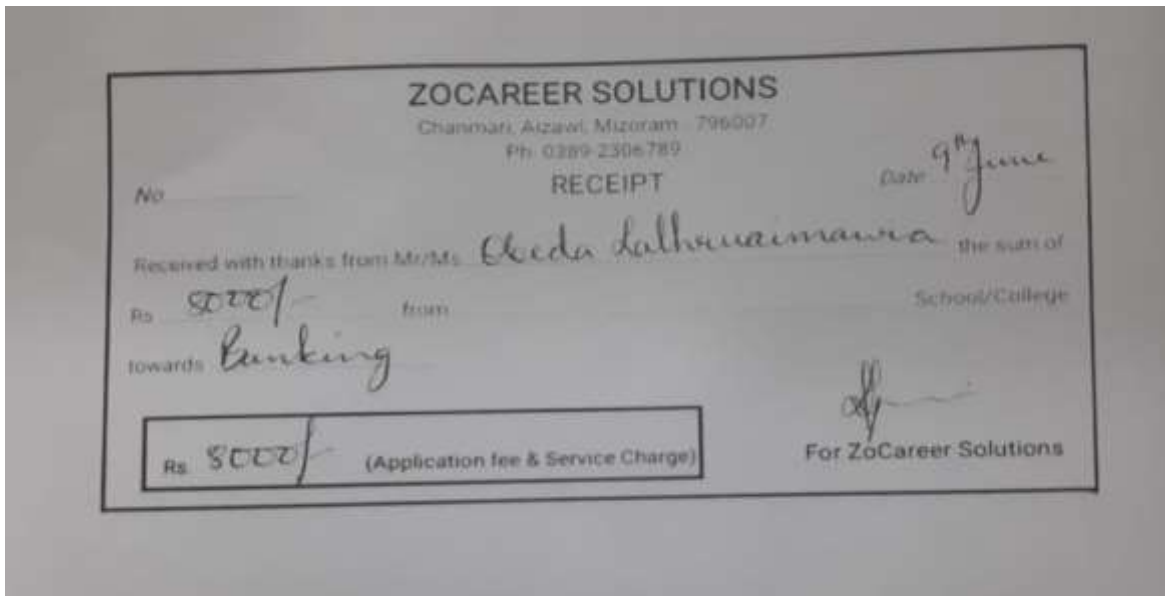 ZOCAREER SOLUTIONS
Chanmari, Aizawl, Mizoram 796007
Ph 0389-2306789
No RECEIPT Date 9th June
Received with thanks from Mr/Ms the sum of
Rs 8000/- from School/College
towards Banking
Rs 8000/- (Application fee & Service Charge)
For ZoCareer Solutions